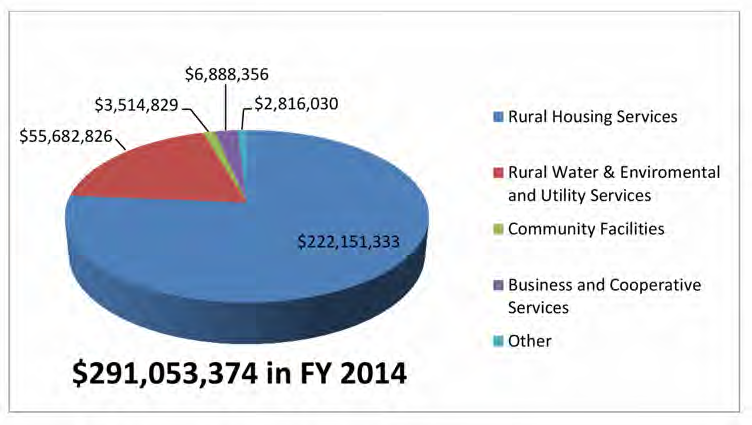 $6,888,356
$3,514,829
$2,816,030
$55,682,826
$222,151,333
Rural Housing Services
Rural Water & Enviromental
and Utility Services
Community Facilities
Business and Cooperative
Services
Other
$291,053,374 in FY 2014